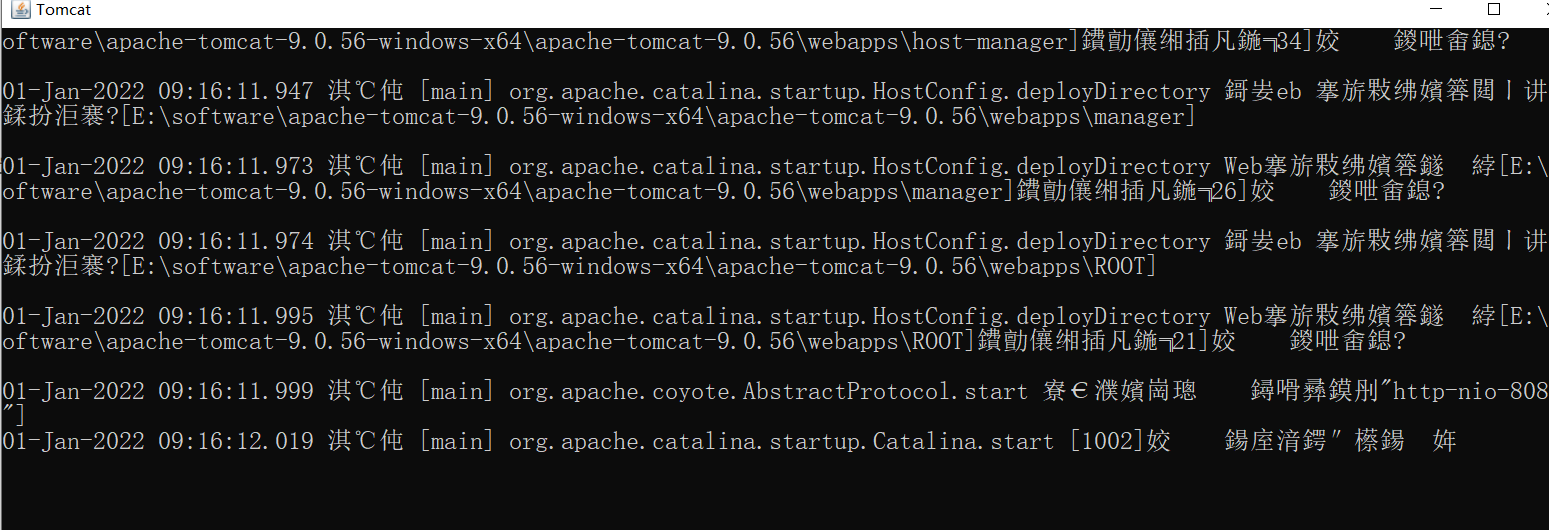 Tomcat
oftware\apache-tomcat-9.0.56-windows-x64\apache-tomcat-9.0.56\webapps\host-manager]鐨勯儴缃插凡鍦╗34]姣 鍐呭畬鎴?
01-Jan-2022 09:16:11.947 淇℃伅 [main] org.apache.catalina.startup.HostConfig.deployDirectory 鎶妛eb 搴旂敤绋嬪簭閮ㄧ讲
鍒扮洰褰?[E:\software\apache-tomcat-9.0.56-windows-x64\apache-tomcat-9.0.56\webapps\manager]
01-Jan-2022 09:16:11.973 淇℃伅 [main] org.apache.catalina.startup.HostConfig.deployDirectory Web搴旂敤绋嬪簭鐩 綍[E:\
oftware\apache-tomcat-9.0.56-windows-x64\apache-tomcat-9.0.56\webapps\manager]鐨勯儴缃插凡鍦╗26]姣 鍐呭畬鎴?
01-Jan-2022 09:16:11.974 淇℃伅 [main] org.apache.catalina.startup.HostConfig.deployDirectory 鎶妛eb 搴旂敤绋嬪簭閮ㄧ讲
鍒扮洰褰?[E:\software\apache-tomcat-9.0.56-windows-x64\apache-tomcat-9.0.56\webapps\ROOT]
01-Jan-2022 09:16:11.995 淇℃伅 [main] org.apache.catalina.startup.HostConfig.deployDirectory Web搴旂敤绋嬪簭鐩 綍[E:\
oftware\apache-tomcat-9.0.56-windows-x64\apache-tomcat-9.0.56\webapps\ROOT]鐨勯儴缃插凡鍦╗21]姣 鍐呭畬鎴?
01-Jan-2022 09:16:11.999 淇℃伅 [main] org.apache.coyote.AbstractProtocol.start 寮€濮嬪崗璁 鐞嗗彞鏌刐"http-nio-808
"]
01-Jan-2022 09:16:12.019 淇℃伅 [main] org.apache.catalina.startup.Catalina.start [1002]姣